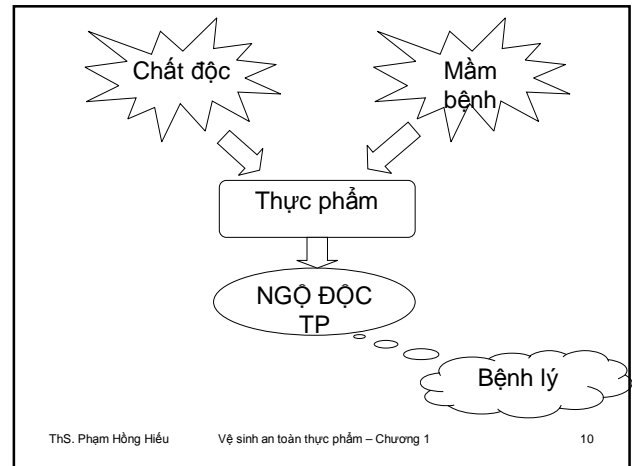 Chất độc
Mầm
bệnh
Thực phẩm
NGỘ ĐỘC
TP
Bệnh lý
ThS. Phạm Hồng Hiếu Vệ sinh an toàn thực phẩm – Chương 1 10